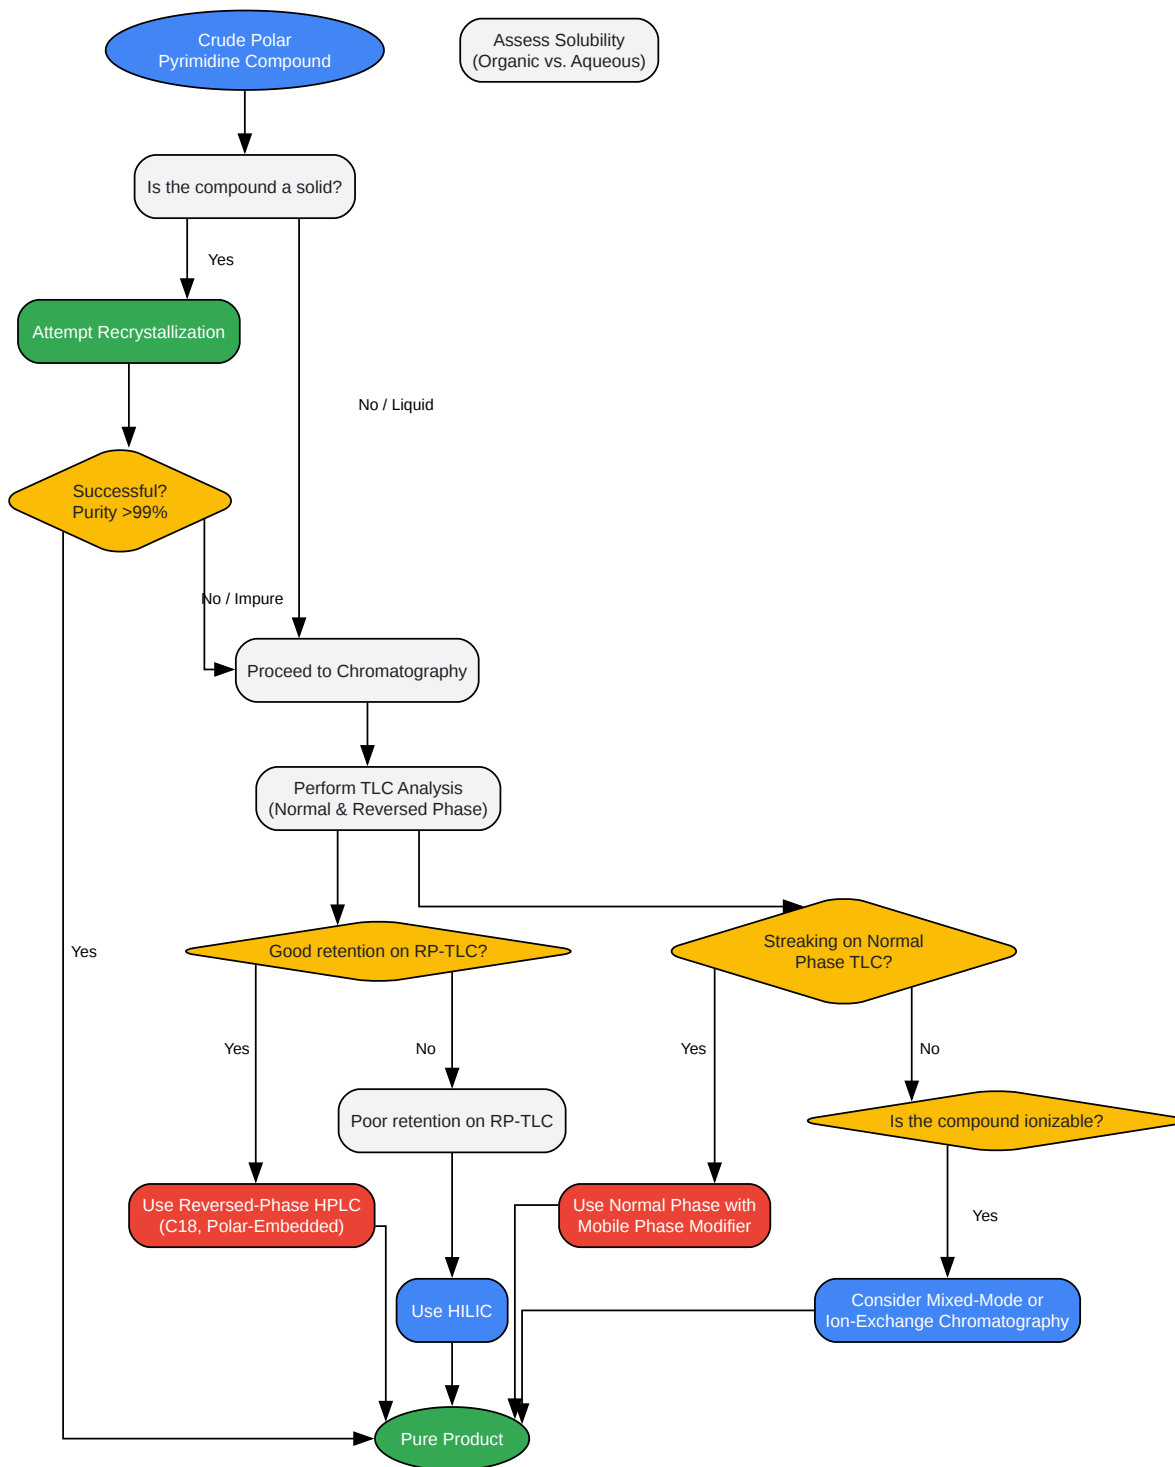 Crude Polar
Pyrimidine Compound
Assess Solubility
(Organic vs. Aqueous)
Is the compound a solid?
Yes
Attempt Recrystallization
No / Liquid
Successful?
Purity >99%
No / Impure
Proceed to Chromatography
Perform TLC Analysis
(Normal & Reversed Phase)
Yes
Good retention on RP-TLC?
Streaking on Normal
Phase TLC?
Yes
No
Yes
No
Poor retention on RP-TLC
Is the compound ionizable?
Use Reversed-Phase HPLC
(C18, Polar-Embedded)
Use Normal Phase with
Mobile Phase Modifier
Yes
Use HILIC
Consider Mixed-Mode or
Ion-Exchange Chromatography
Pure Product